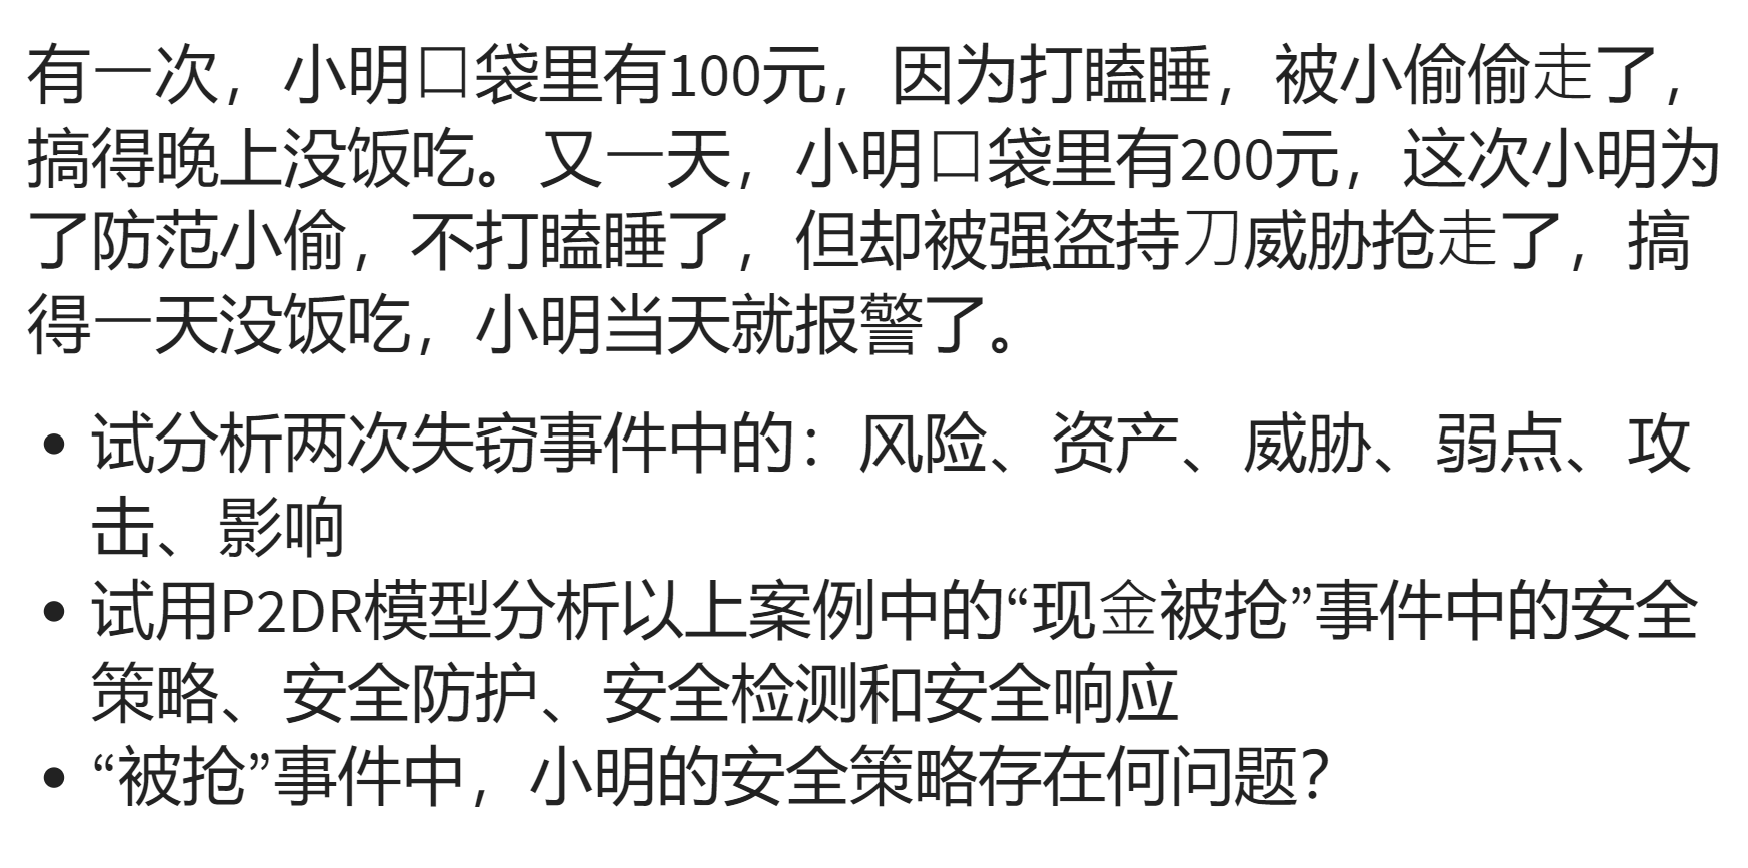 有一次，小明口袋里有100元，因为打瞌睡，被小偷偷走了，
搞得晚上没饭吃。又一天，小明口袋里有200元，这次小明为
了防范小偷，不打瞌睡了，但却被强盗持刀威胁抢走了，搞
得一天没饭吃，小明当天就报警了。
• 试分析两次失窃事件中的：风险、资产、威胁、弱点、攻
击、影响
• 试用P2DR模型分析以上案例中的“现金被抢”事件中的安全
策略、安全防护、安全检测和安全响应
• “被抢”事件中，小明的安全策略存在何问题？